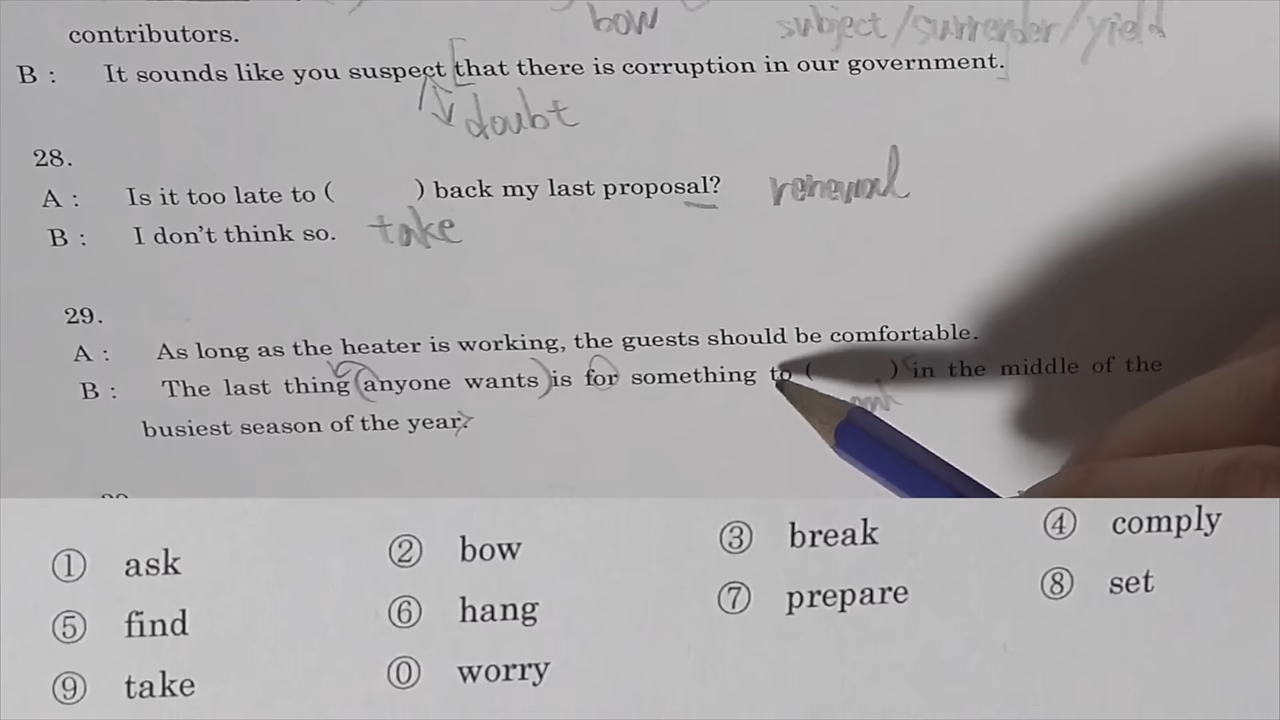 bow subject/surrender/yield
contributors.
B : It sounds like you suspect that there is corruption in our government.
doubt
28.
A : Is it too late to ( ) back my last proposal? renewal
B : I don't think so. take
29.
A : As long as the heater is working, the guests should be comfortable.
B : The last thing (anyone wants) is for something to ( ) in the middle of the
busiest season of the year.
① ask ② bow ③ break ④ comply
⑤ find ⑥ hang ⑦ prepare ⑧ set
⑨ take ⓪ worry